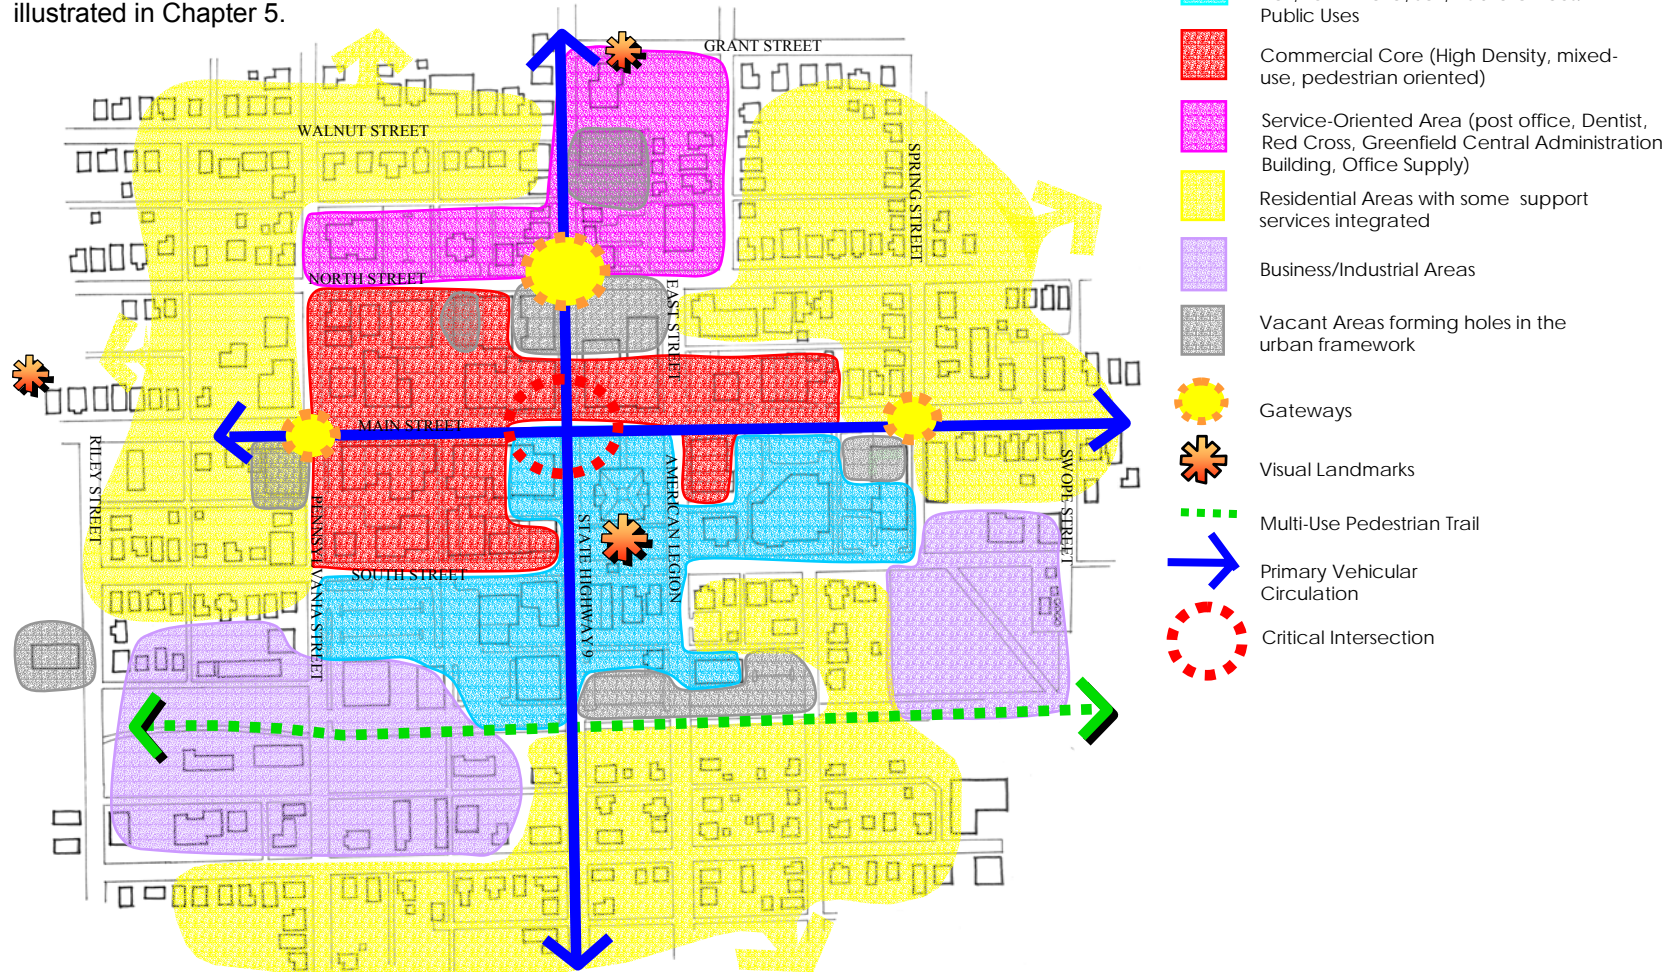 illustrated in Chapter 5.
Public Uses
GRANT STREET
Commercial Core (High Density, mixed-
use, pedestrian oriented)
WALNUT STREET
Service-Oriented Area (post office, Dentist,
Red Cross, Greenfield Central Administration
Building, Office Supply)
SPRING STREET
Residential Areas with some support
services integrated
NORTH STREET
Business/Industrial Areas
EAST STREET
Vacant Areas forming holes in the
urban framework
Gateways
MAIN STREET
RILEY STREET
AMERICAN LEGION
SWOPE STREET
Visual Landmarks
PENNSYLVANIA STREET
STATE HIGHWAY 9
Multi-Use Pedestrian Trail
SOUTH STREET
Primary Vehicular
Circulation
Critical Intersection